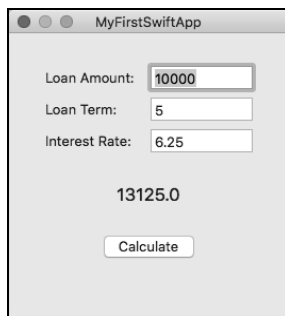 MyFirstSwiftApp
Loan Amount: 10000
Loan Term: 5
Interest Rate: 6.25
13125.0
Calculate